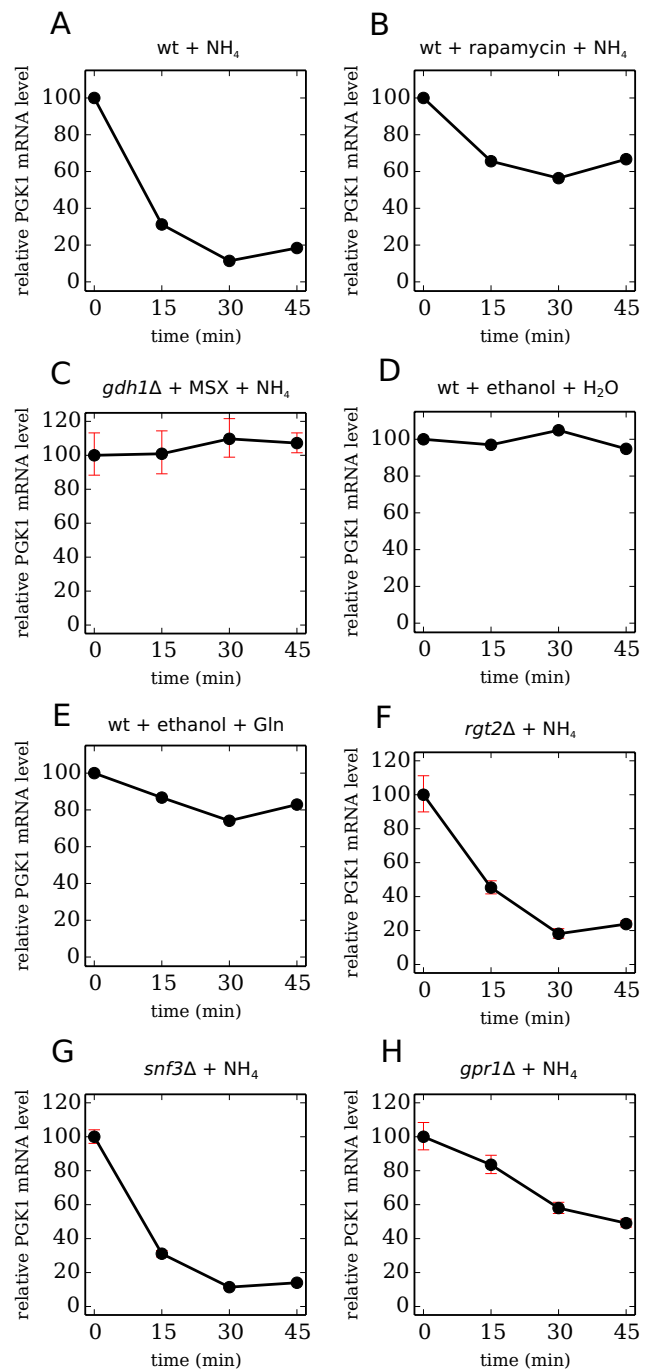 A
wt + NH₄
relative PGK1 mRNA level
100
80
60
40
20
0
0 15 30 45
time (min)
B
wt + rapamycin + NH₄
relative PGK1 mRNA level
100
80
60
40
20
0
0 15 30 45
time (min)
C
gdh1Δ + MSX + NH₄
relative PGK1 mRNA level
120
100
80
60
40
20
0
0 15 30 45
time (min)
D
wt + ethanol + H₂O
relative PGK1 mRNA level
100
80
60
40
20
0
0 15 30 45
time (min)
E
wt + ethanol + Gln
relative PGK1 mRNA level
100
80
60
40
20
0
0 15 30 45
time (min)
F
rgt2Δ + NH₄
relative PGK1 mRNA level
120
100
80
60
40
20
0
0 15 30 45
time (min)
G
snf3Δ + NH₄
relative PGK1 mRNA level
120
100
80
60
40
20
0
0 15 30 45
time (min)
H
gpr1Δ + NH₄
relative PGK1 mRNA level
120
100
80
60
40
20
0
0 15 30 45
time (min)